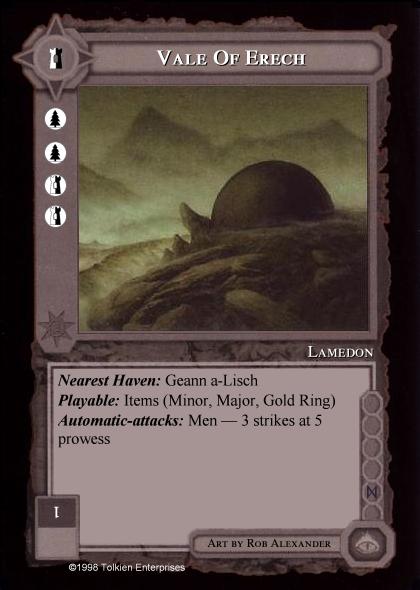 Vale Of Erech
Lamedon
Nearest Haven: Geann a-Lisch
Playable: Items (Minor, Major, Gold Ring)
Automatic-attacks: Men — 3 strikes at 5
prowess
1
Art by Rob Alexander
©1998 Tolkien Enterprises